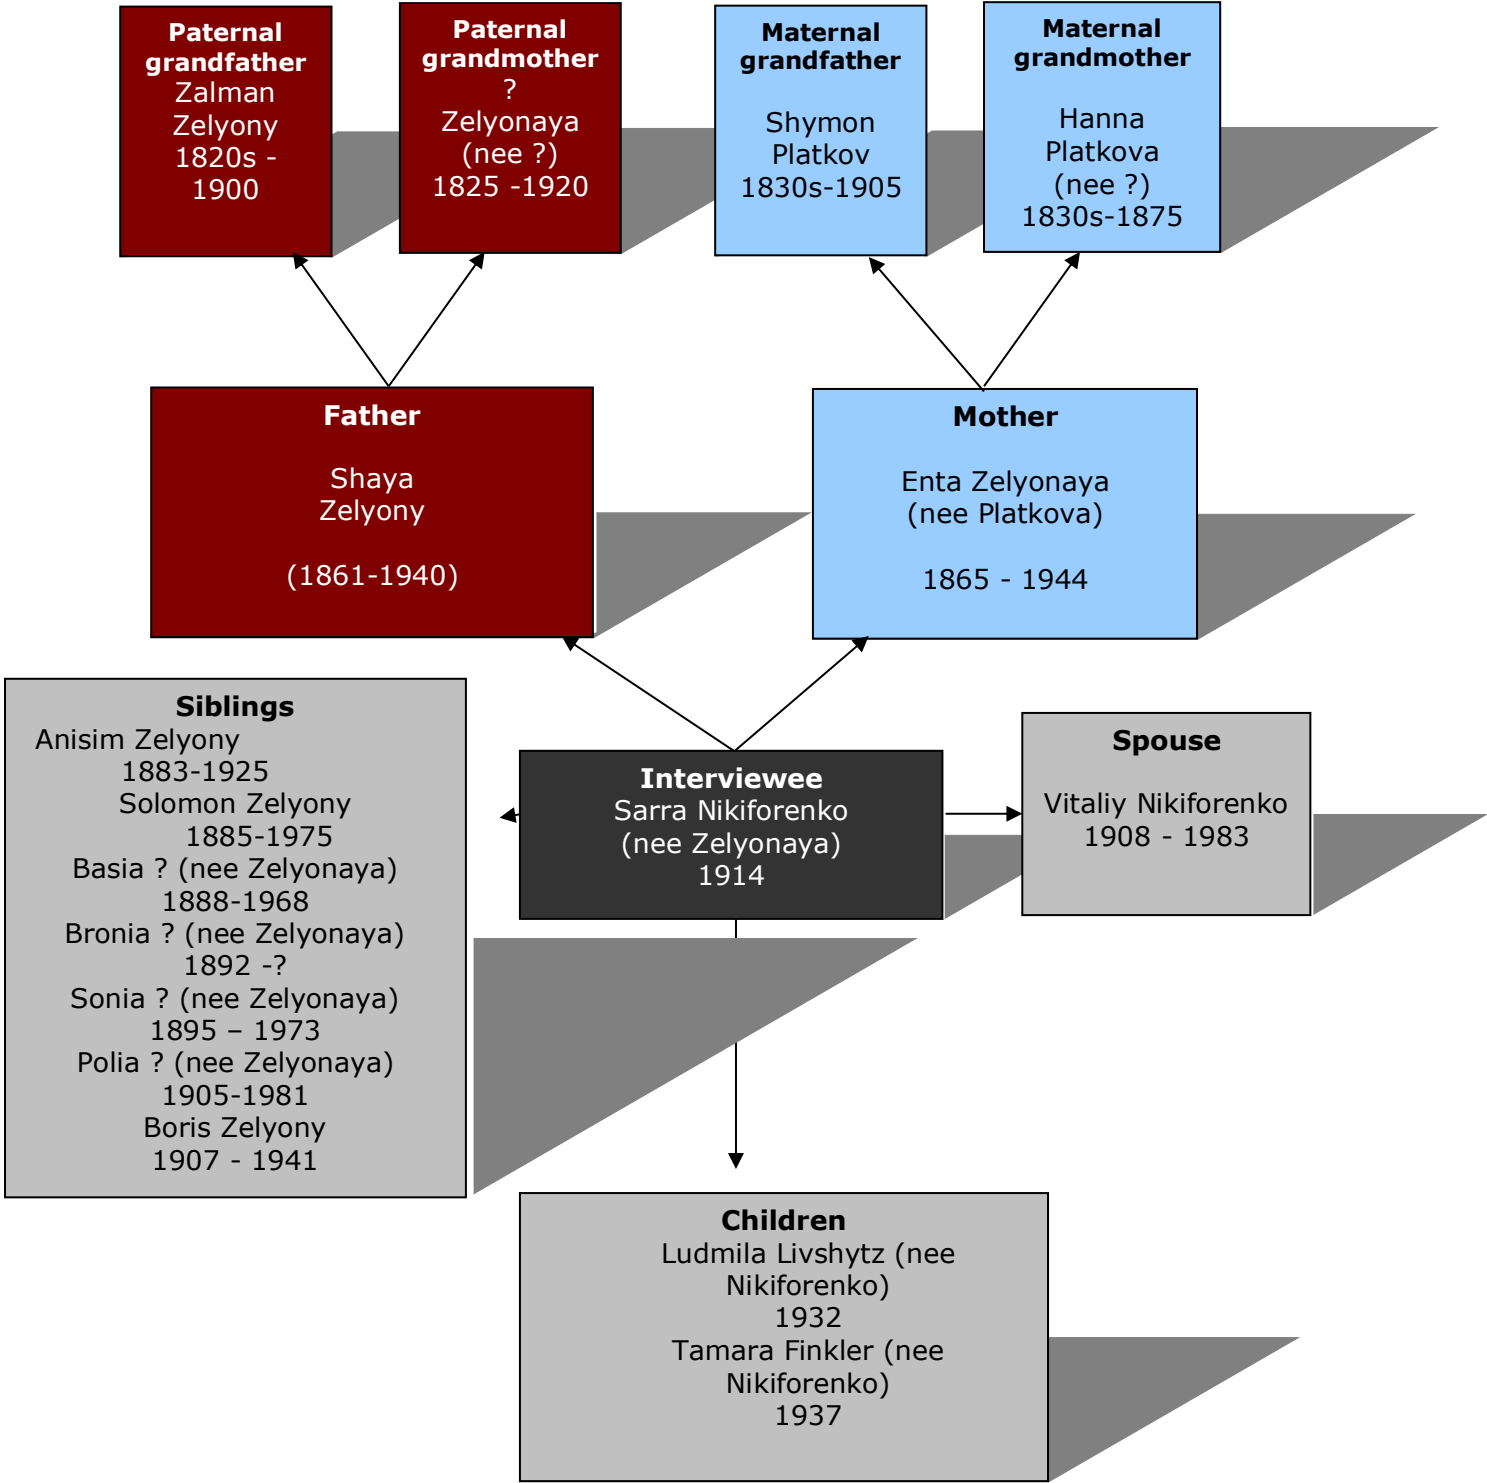 Paternal
grandfather
Zalman
Zelyony
1820s -
1900
Paternal
grandmother
?
Zelyonaya
(nee ?)
1825 -1920
Maternal
grandfather
Shymon
Platkov
1830s-1905
Maternal
grandmother
Hanna
Platkova
(nee ?)
1830s-1875
Father
Shaya
Zelyony
(1861-1940)
Mother
Enta Zelyonaya
(nee Platkova)
1865 - 1944
Siblings
Anisim Zelyony
1883-1925
Solomon Zelyony
1885-1975
Basia ? (nee Zelyonaya)
1888-1968
Bronia ? (nee Zelyonaya)
1892 -?
Sonia ? (nee Zelyonaya)
1895 – 1973
Polia ? (nee Zelyonaya)
1905-1981
Boris Zelyony
1907 - 1941
Interviewee
Sarra Nikiforenko
(nee Zelyonaya)
1914
Spouse
Vitaliy Nikiforenko
1908 - 1983
Children
Ludmila Livshytz (nee
Nikiforenko)
1932
Tamara Finkler (nee
Nikiforenko)
1937